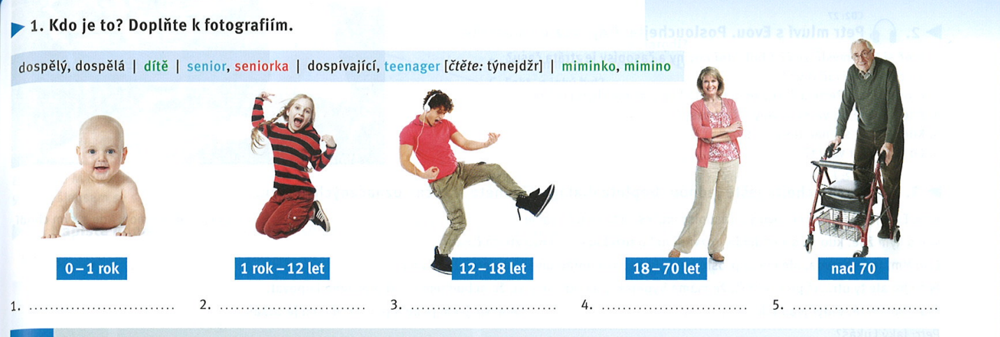 1. Kdo je to? Doplňte k fotografiím.
dospělý, dospělá | dítě | senior, seniorka | dospívající, teenager [čtěte: týnejdžr] | miminko, mimino
0 – 1 rok 1 rok – 12 let 12 – 18 let 18 – 70 let nad 70
1. .................................. 2. .................................. 3. .................................. 4. .................................. 5. ..................................